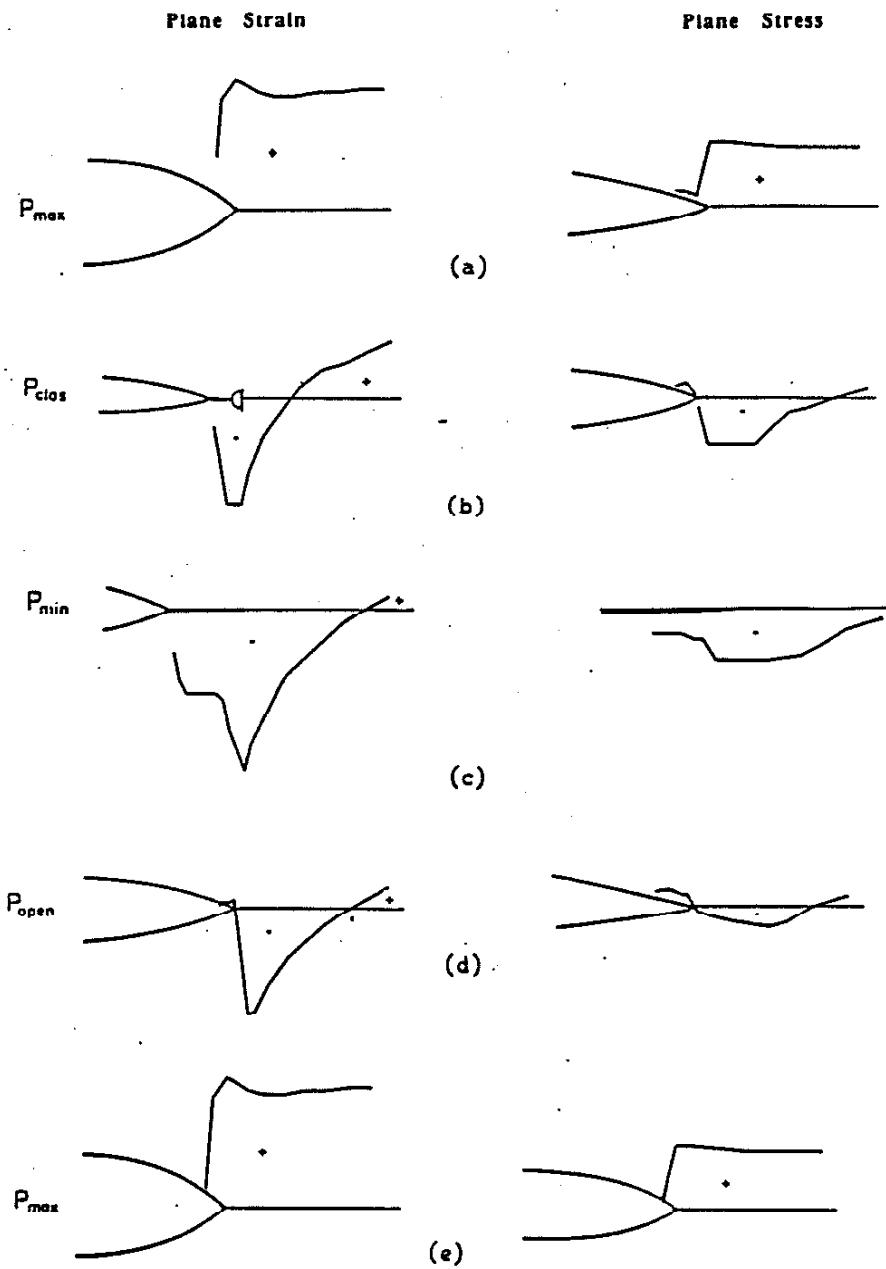 Plane Strain Plane Stress
+
+
Pmax
(a)
Pclos
+
-
-
(b)
Pmin
+
-
-
(c)
Popen
+
-
-
(d)
+
+
Pmax
(e)